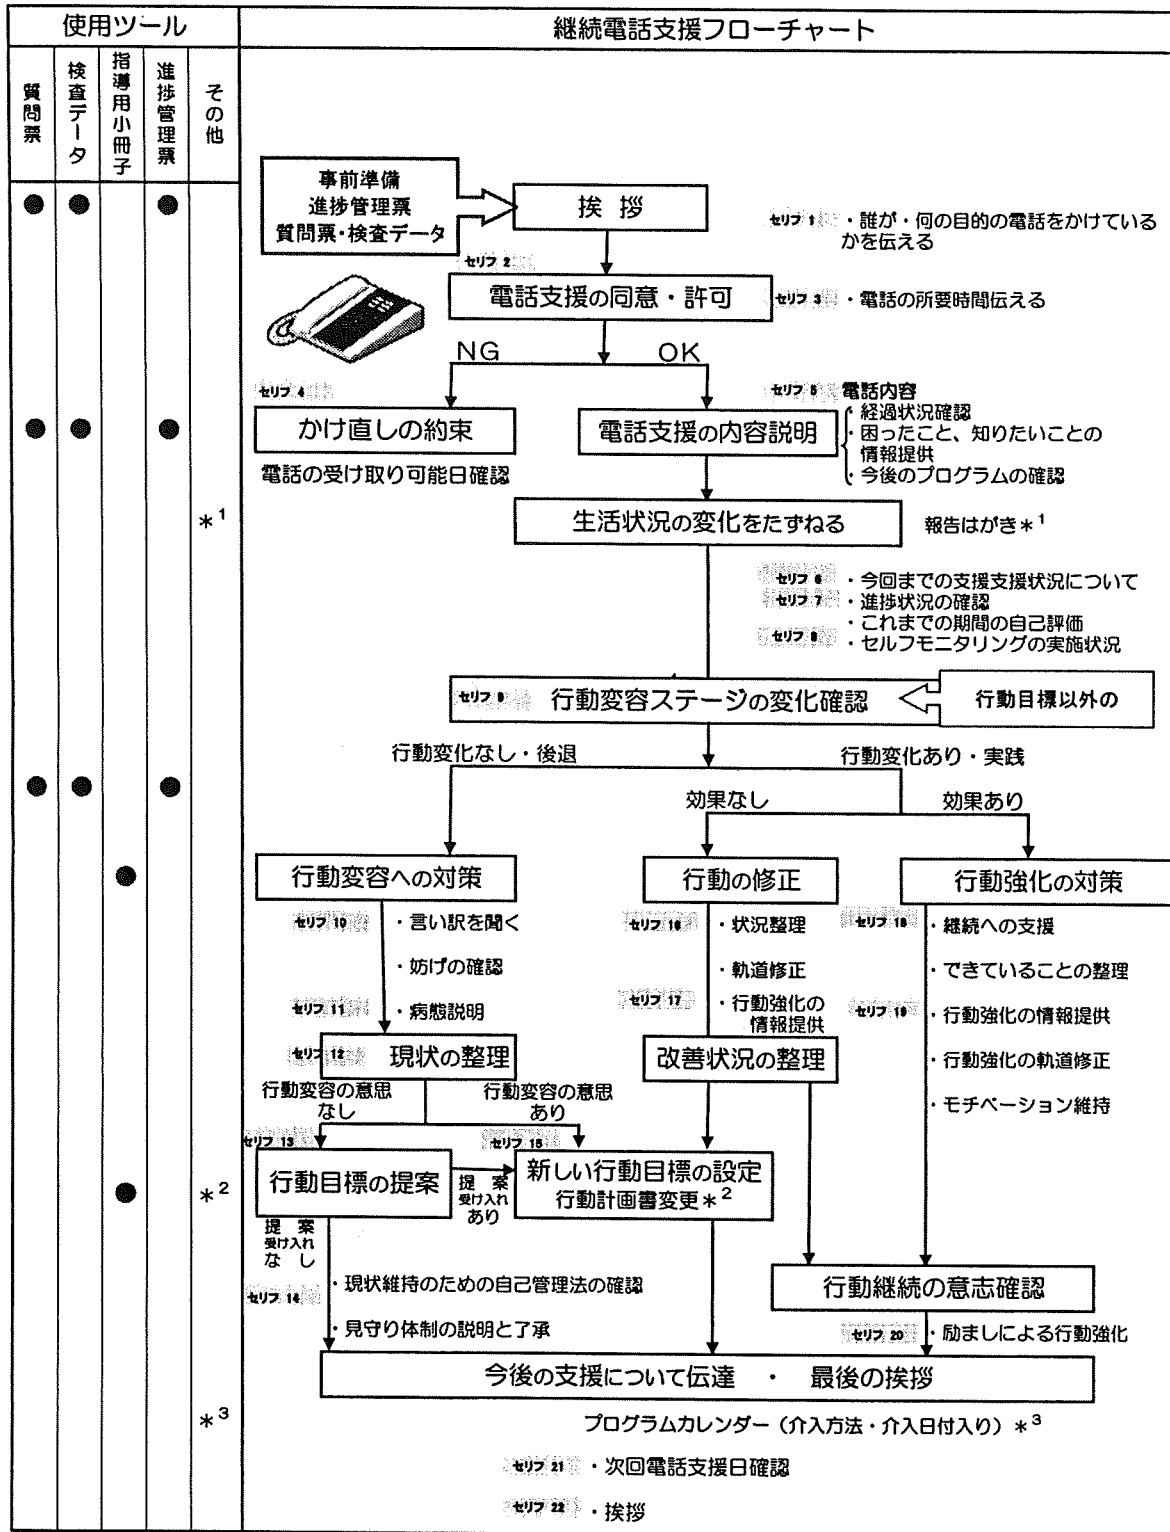 使用ツール
継続電話支援フローチャート
質問票
検査データ
指導用小冊子
進捗管理票
その他
事前準備
進捗管理票
質問票・検査データ
挨 拶
セリフ 1 ・誰が・何の目的の電話をかけている
かを伝える
セリフ 2
電話支援の同意・許可
セリフ 3 ・電話の所要時間伝える
NG
OK
セリフ 4
かけ直しの約束
電話の受け取り可能日確認
セリフ 5 電話内容
電話支援の内容説明
・経過状況確認
・困ったこと、知りたいことの
情報提供
・今後のプログラムの確認
＊1
生活状況の変化をたずねる
報告はがき＊1
セリフ 6 ・今回までの支援支援状況について
セリフ 7 ・進捗状況の確認
・これまでの期間の自己評価
セリフ 8 ・セルフモニタリングの実施状況
セリフ 9 行動変容ステージの変化確認
行動目標以外の
行動変化なし・後退
行動変化あり・実践
効果なし
効果あり
行動変容への対策
行動の修正
行動強化の対策
セリフ 10 ・言い訳を聞く
・妨げの確認
セリフ 11 ・病態説明
セリフ 16 ・状況整理
・軌道修正
セリフ 17 ・行動強化の
情報提供
セリフ 18 ・継続への支援
・できていることの整理
セリフ 19 ・行動強化の情報提供
・行動強化の軌道修正
・モチベーション維持
セリフ 12 現状の整理
改善状況の整理
行動変容の意思
なし
行動変容の意思
あり
セリフ 13
行動目標の提案
提 案
受け入れ
あり
セリフ 15
新しい行動目標の設定
行動計画書変更＊2
＊2
提 案
受け入れ
な し
セリフ 14
・現状維持のための自己管理法の確認
・見守り体制の説明と了承
行動継続の意志確認
セリフ 20 ・励ましによる行動強化
今後の支援について伝達 ・ 最後の挨拶
＊3
プログラムカレンダー（介入方法・介入日付入り）＊3
セリフ 21 ・次回電話支援日確認
セリフ 22 ・挨拶